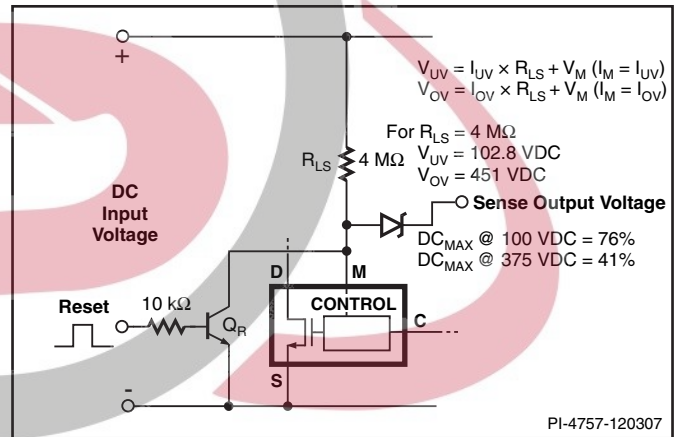 +
V_UV = I_UV × R_LS + V_M (I_M = I_UV)
V_OV = I_OV × R_LS + V_M (I_M = I_OV)
For R_LS = 4 MΩ
V_UV = 102.8 VDC
V_OV = 451 VDC
R_LS 4 MΩ
DC
Input
Voltage
Sense Output Voltage
DC_MAX @ 100 VDC = 76%
DC_MAX @ 375 VDC = 41%
D M
CONTROL
C
Reset
10 kΩ
Q_R
S
-
PI-4757-120307